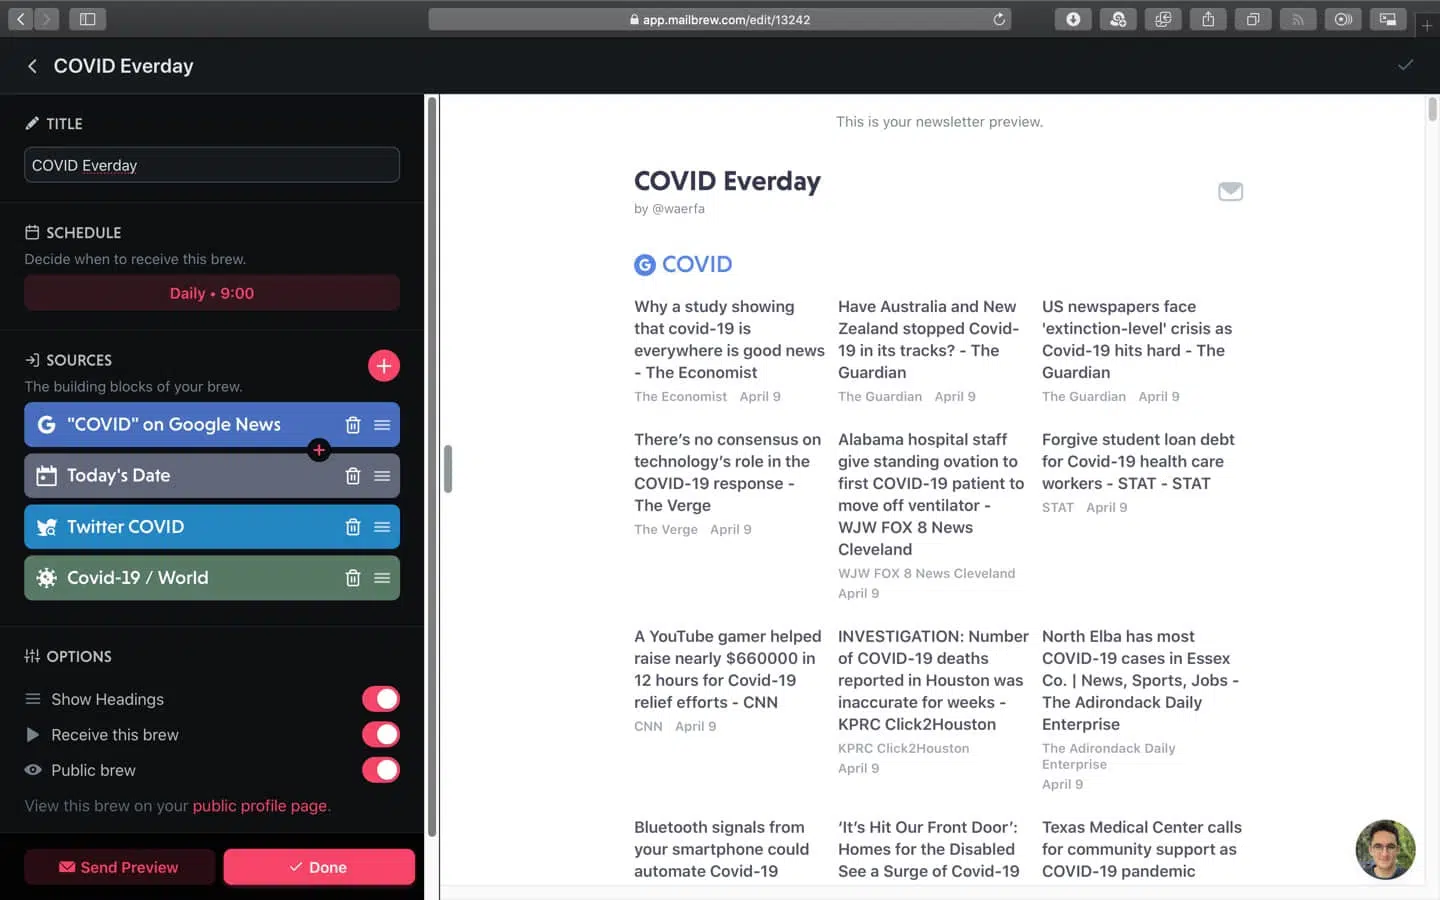 app.mailbrew.com/edit/13242
COVID Everday
TITLE
COVID Everday
SCHEDULE
Decide when to receive this brew.
Daily • 9:00
SOURCES
The building blocks of your brew.
"COVID" on Google News
Today's Date
Twitter COVID
Covid-19 / World
OPTIONS
Show Headings
Receive this brew
Public brew
View this brew on your public profile page.
Send Preview
Done
This is your newsletter preview.
COVID Everday
by @waerfa
COVID
Why a study showing
that covid-19 is
everywhere is good news
- The Economist
The Economist April 9
Have Australia and New
Zealand stopped Covid-
19 in its tracks? - The
Guardian
The Guardian April 9
US newspapers face
'extinction-level' crisis as
Covid-19 hits hard - The
Guardian
The Guardian April 9
There’s no consensus on
technology’s role in the
COVID-19 response -
The Verge
The Verge April 9
Alabama hospital staff
give standing ovation to
first COVID-19 patient to
move off ventilator -
WJW FOX 8 News
Cleveland
WJW FOX 8 News Cleveland
April 9
Forgive student loan debt
for Covid-19 health care
workers - STAT - STAT
STAT April 9
A YouTube gamer helped
raise nearly $660000 in
12 hours for Covid-19
relief efforts - CNN
CNN April 9
INVESTIGATION: Number
of COVID-19 deaths
reported in Houston was
inaccurate for weeks -
KPRC Click2Houston
KPRC Click2Houston
April 9
North Elba has most
COVID-19 cases in Essex
Co. | News, Sports, Jobs -
The Adirondack Daily
Enterprise
The Adirondack Daily
Enterprise
April 9
Bluetooth signals from
your smartphone could
automate Covid-19
‘It’s Hit Our Front Door’:
Homes for the Disabled
See a Surge of Covid-19
Texas Medical Center calls
for community support as
COVID-19 pandemic